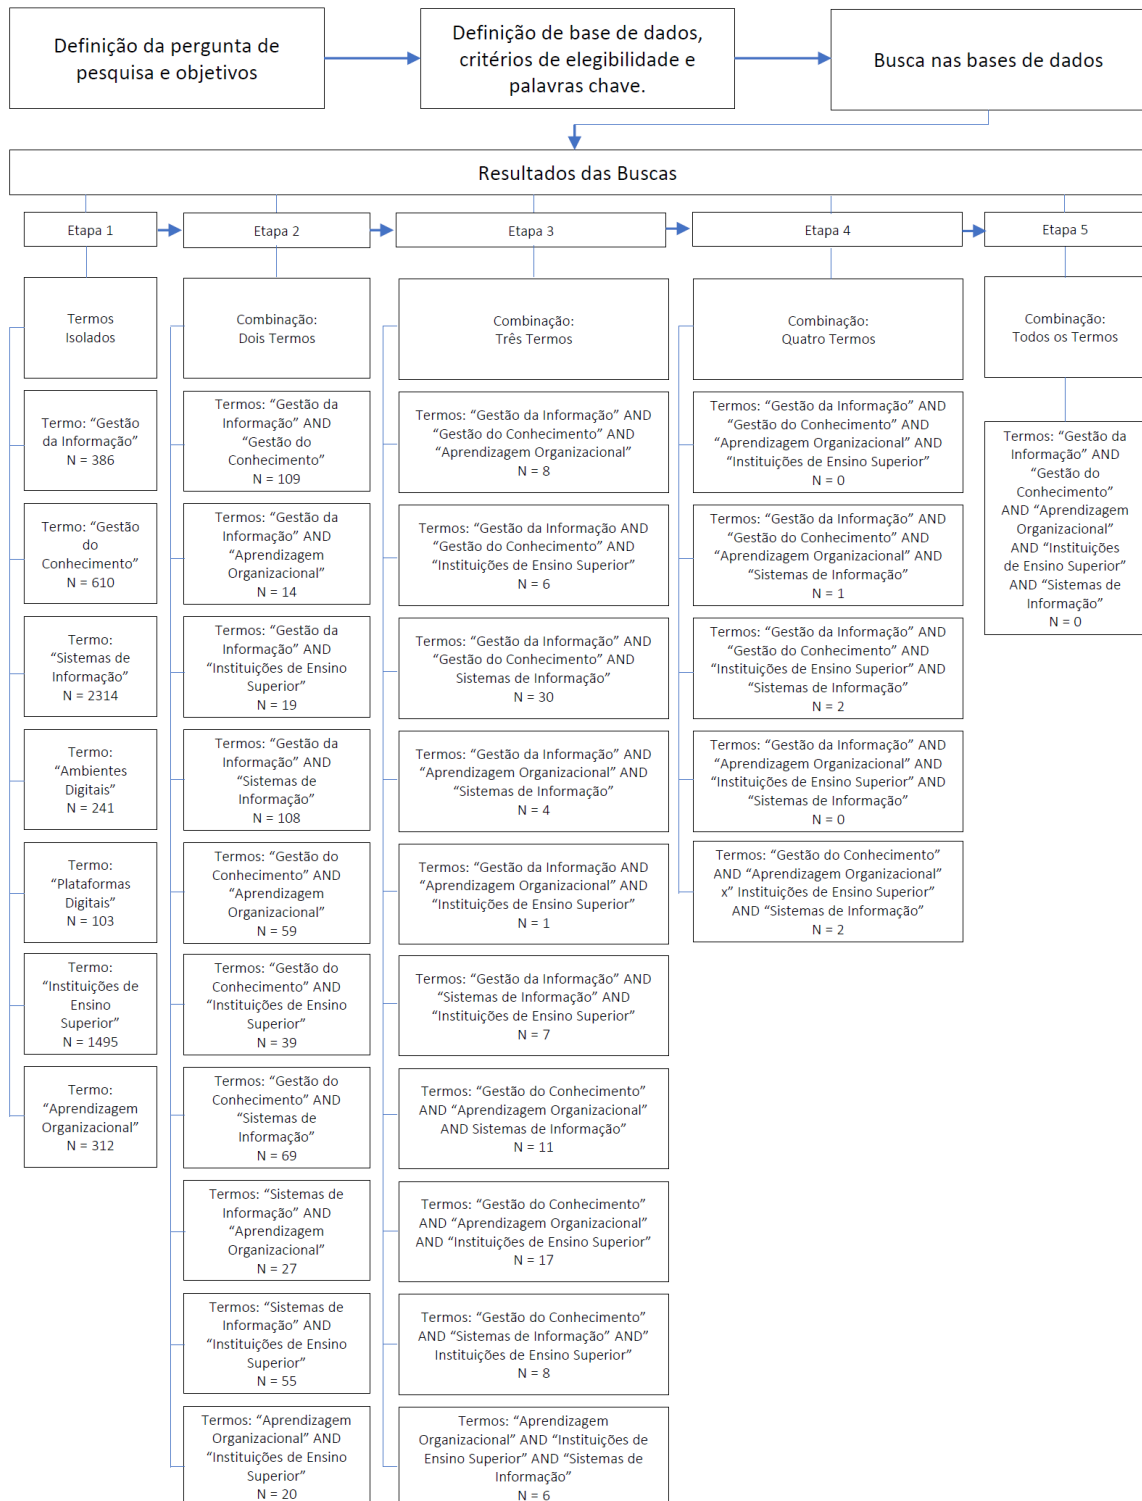 Definição da pergunta de
pesquisa e objetivos
Definição de base de dados,
critérios de elegibilidade e
palavras chave.
Busca nas bases de dados
Resultados das Buscas
Etapa 1
Etapa 2
Etapa 3
Etapa 4
Etapa 5
Termos
Isolados
Termo: “Gestão
da Informação”
N = 386
Termo: “Gestão
do
Conhecimento”
N = 610
Termo:
“Sistemas de
Informação”
N = 2314
Termo:
“Ambientes
Digitais”
N = 241
Termo:
“Plataformas
Digitais”
N = 103
Termo:
“Instituições de
Ensino
Superior”
N = 1495
Termo:
“Aprendizagem
Organizacional”
N = 312
Combinação:
Dois Termos
Termos: “Gestão da
Informação” AND
“Gestão do
Conhecimento”
N = 109
Termos: “Gestão da
Informação” AND
“Aprendizagem
Organizacional”
N = 14
Termos: “Gestão da
Informação” AND
“Instituições de Ensino
Superior”
N = 19
Termos: “Gestão da
Informação” AND
“Sistemas de
Informação”
N = 108
Termos: “Gestão do
Conhecimento” AND
“Aprendizagem
Organizacional”
N = 59
Termos: “Gestão do
Conhecimento” AND
“Instituições de Ensino
Superior”
N = 39
Termos: “Gestão do
Conhecimento” AND
“Sistemas de
Informação”
N = 69
Termos: “Sistemas de
Informação” AND
“Aprendizagem
Organizacional”
N = 27
Termos: “Sistemas de
Informação” AND
“Instituições de Ensino
Superior”
N = 55
Termos: “Aprendizagem
Organizacional” AND
“Instituições de Ensino
Superior”
N = 20
Combinação:
Três Termos
Termos: “Gestão da Informação” AND
“Gestão do Conhecimento” AND
“Aprendizagem Organizacional”
N = 8
Termos: “Gestão da Informação AND
“Gestão do Conhecimento” AND
“Instituições de Ensino Superior”
N = 6
Termos: “Gestão da Informação” AND
“Gestão do Conhecimento” AND
Sistemas de Informação”
N = 30
Termos: “Gestão da Informação” AND
“Aprendizagem Organizacional” AND
“Sistemas de Informação”
N = 4
Termos: “Gestão da Informação AND
“Aprendizagem Organizacional” AND
“Instituições de Ensino Superior”
N = 1
Termos: “Gestão da Informação” AND
“Sistemas de Informação” AND
“Instituições de Ensino Superior”
N = 7
Termos: “Gestão do Conhecimento”
AND “Aprendizagem Organizacional”
AND Sistemas de Informação”
N = 11
Termos: “Gestão do Conhecimento”
AND “Aprendizagem Organizacional”
AND “Instituições de Ensino Superior”
N = 17
Termos: “Gestão do Conhecimento”
AND “Sistemas de Informação” AND”
Instituições de Ensino Superior”
N = 8
Termos: “Aprendizagem
Organizacional” AND “Instituições de
Ensino Superior” AND “Sistemas de
Informação”
N = 6
Combinação:
Quatro Termos
Termos: “Gestão da Informação” AND
“Gestão do Conhecimento” AND
“Aprendizagem Organizacional” AND
“Instituições de Ensino Superior”
N = 0
Termos: “Gestão da Informação” AND
“Gestão do Conhecimento” AND
“Aprendizagem Organizacional” AND
“Sistemas de Informação”
N = 1
Termos: “Gestão da Informação” AND
“Gestão do Conhecimento” AND
“Instituições de Ensino Superior” AND
“Sistemas de Informação”
N = 2
Termos: “Gestão da Informação” AND
“Aprendizagem Organizacional” AND
“Instituições de Ensino Superior” AND
“Sistemas de Informação”
N = 0
Termos: “Gestão do Conhecimento”
AND “Aprendizagem Organizacional”
x” Instituições de Ensino Superior”
AND “Sistemas de Informação”
N = 2
Combinação:
Todos os Termos
Termos: “Gestão da
Informação” AND
“Gestão do
Conhecimento”
AND “Aprendizagem
Organizacional”
AND “Instituições
de Ensino Superior”
AND “Sistemas de
Informação”
N = 0